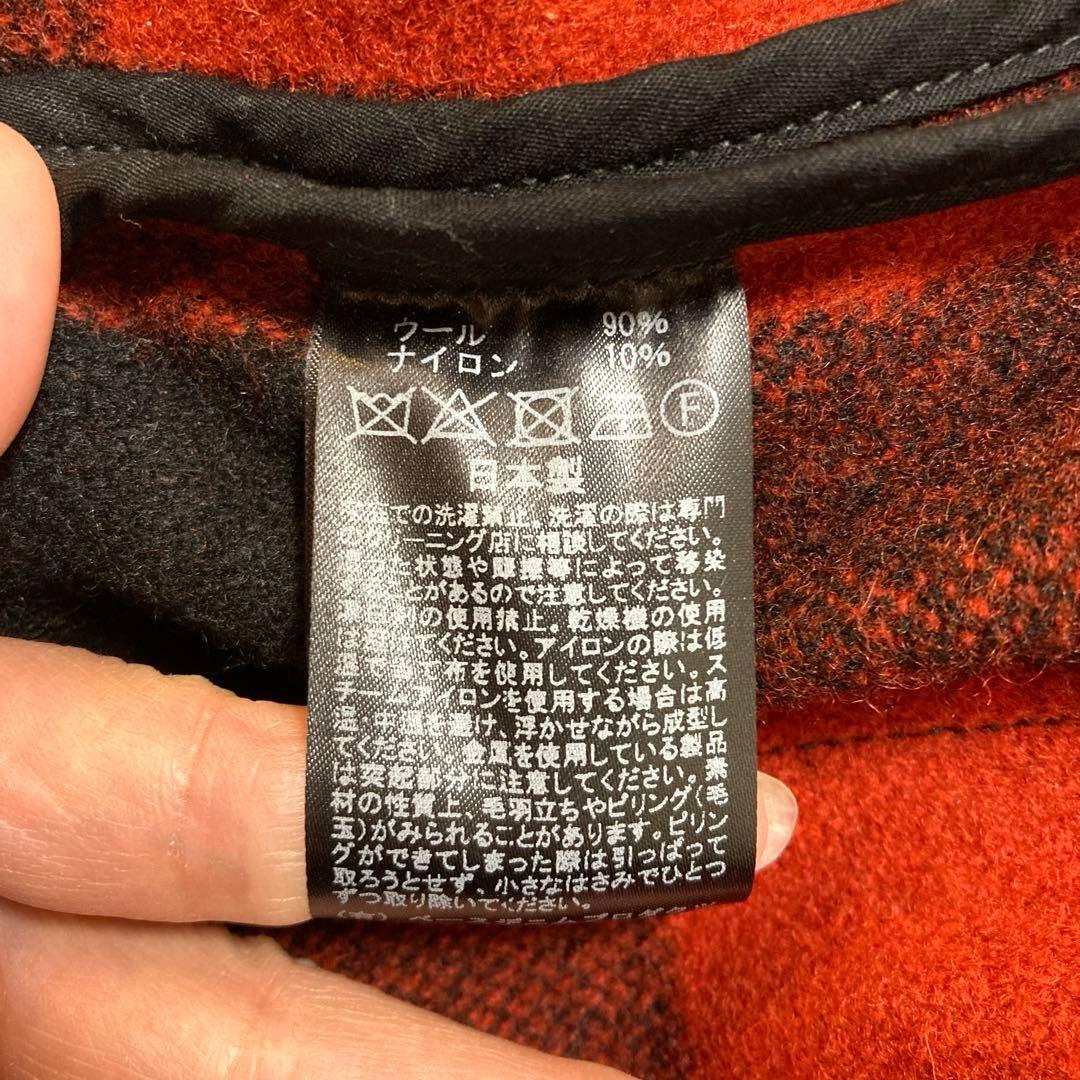 ウール 90%
ナイロン 10%
F
日本製
での洗濯禁止。洗濯の際は専門
ーニング店に相談してください。
状態や によって移染
とがあるので注意してください。
の使用禁止。乾燥機の使用
ください。アイロンの際は低
布を使用してください。ス
チームアイロンを使用する場合は高
温・ を避け、浮かせながら成型し
てください。金属を使用している製品
は 部分に注意してください。素
材の性質上、毛羽立ちやピリング(毛
玉)がみられることがあります。ピリン
グができてしまった際は引っぱって
取ろうとせず、小さなはさみでひとつ
ずつ取り除いてください。